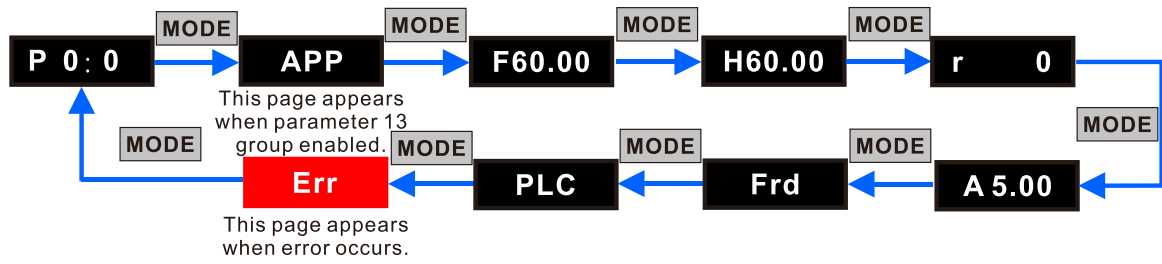 MODE
MODE
MODE
MODE
P 0: 0
APP
F60.00
H60.00
r 0
This page appears
when parameter 13
group enabled.
MODE
MODE
MODE
MODE
MODE
Err
PLC
Frd
A 5.00
This page appears
when error occurs.